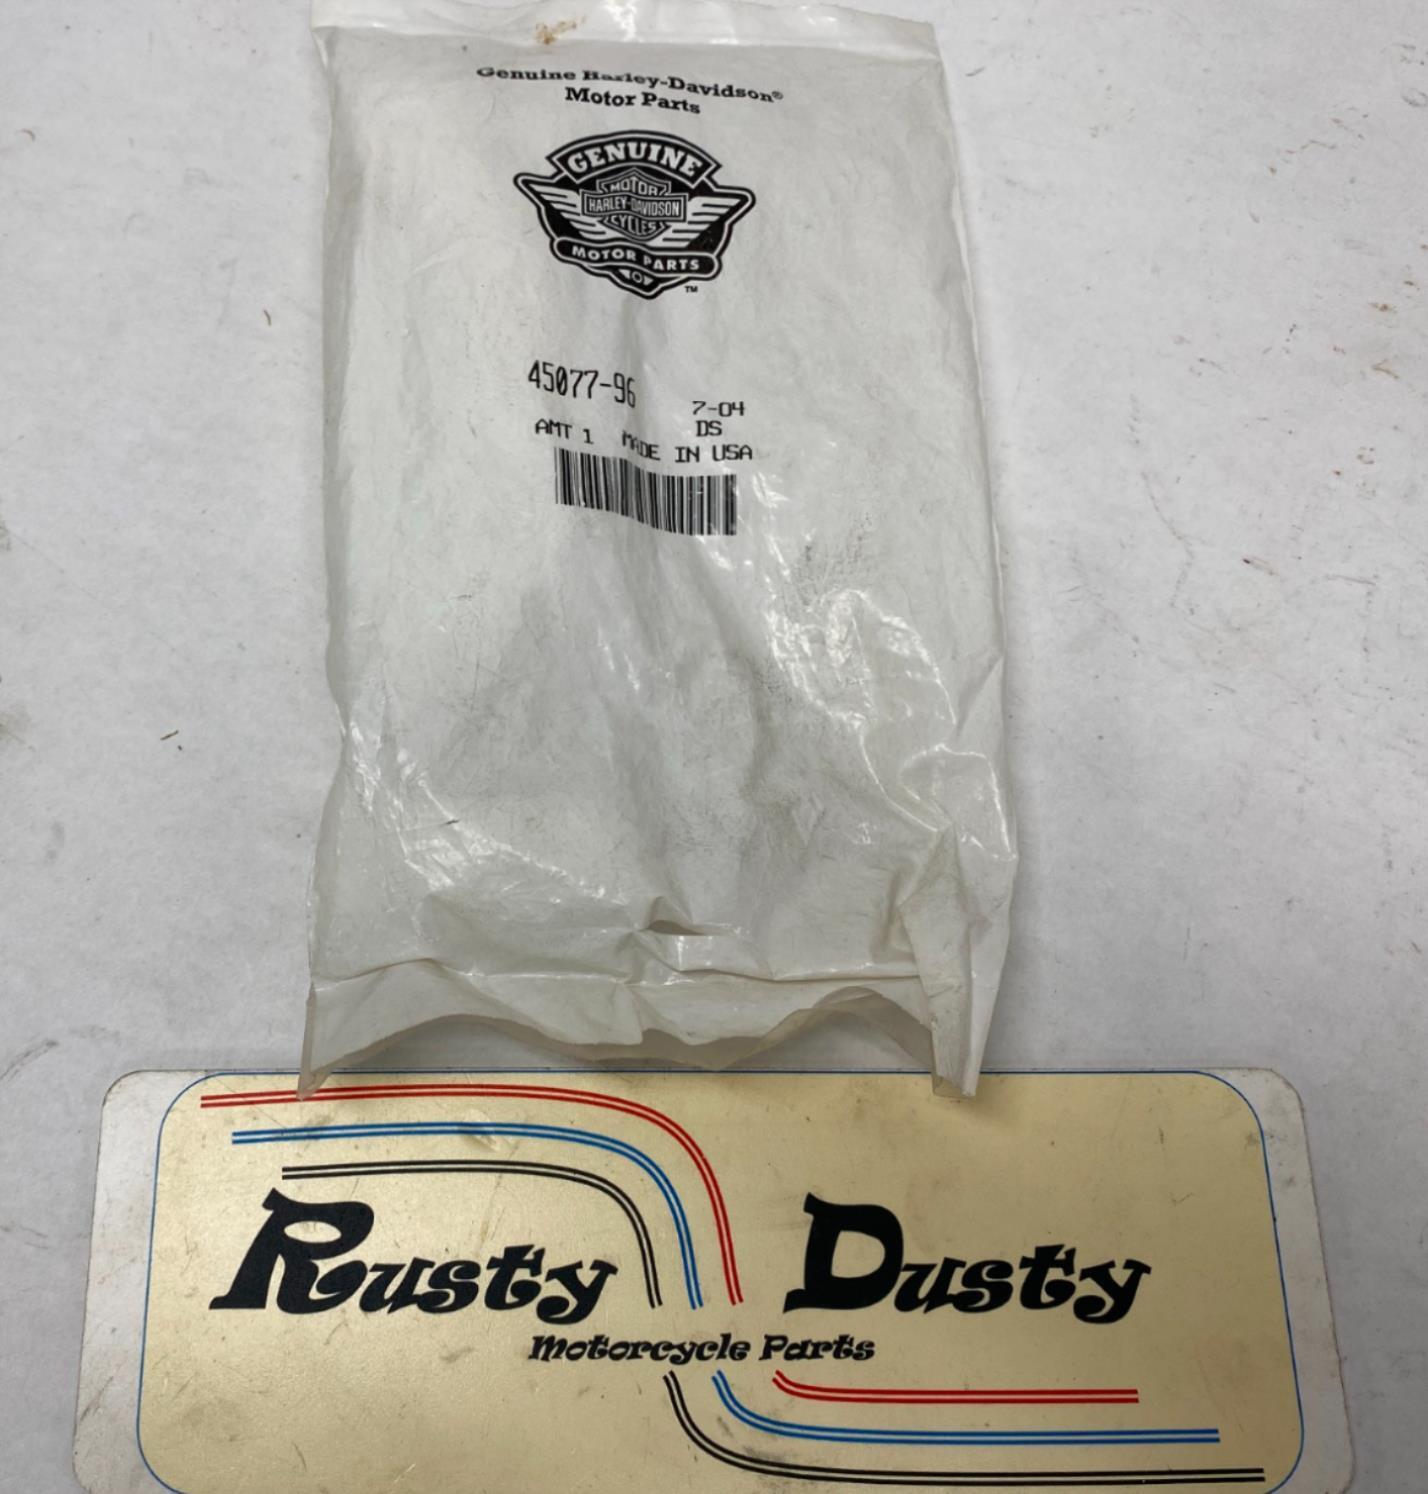 Genuine Harley-Davidson®
Motor Parts
GENUINE
MOTOR
HARLEY-DAVIDSON
CYCLES
MOTOR PARTS
TM
45077-96
7-04
DS
AMT 1 MADE IN USA
Rusty Dusty
Motorcycle Parts